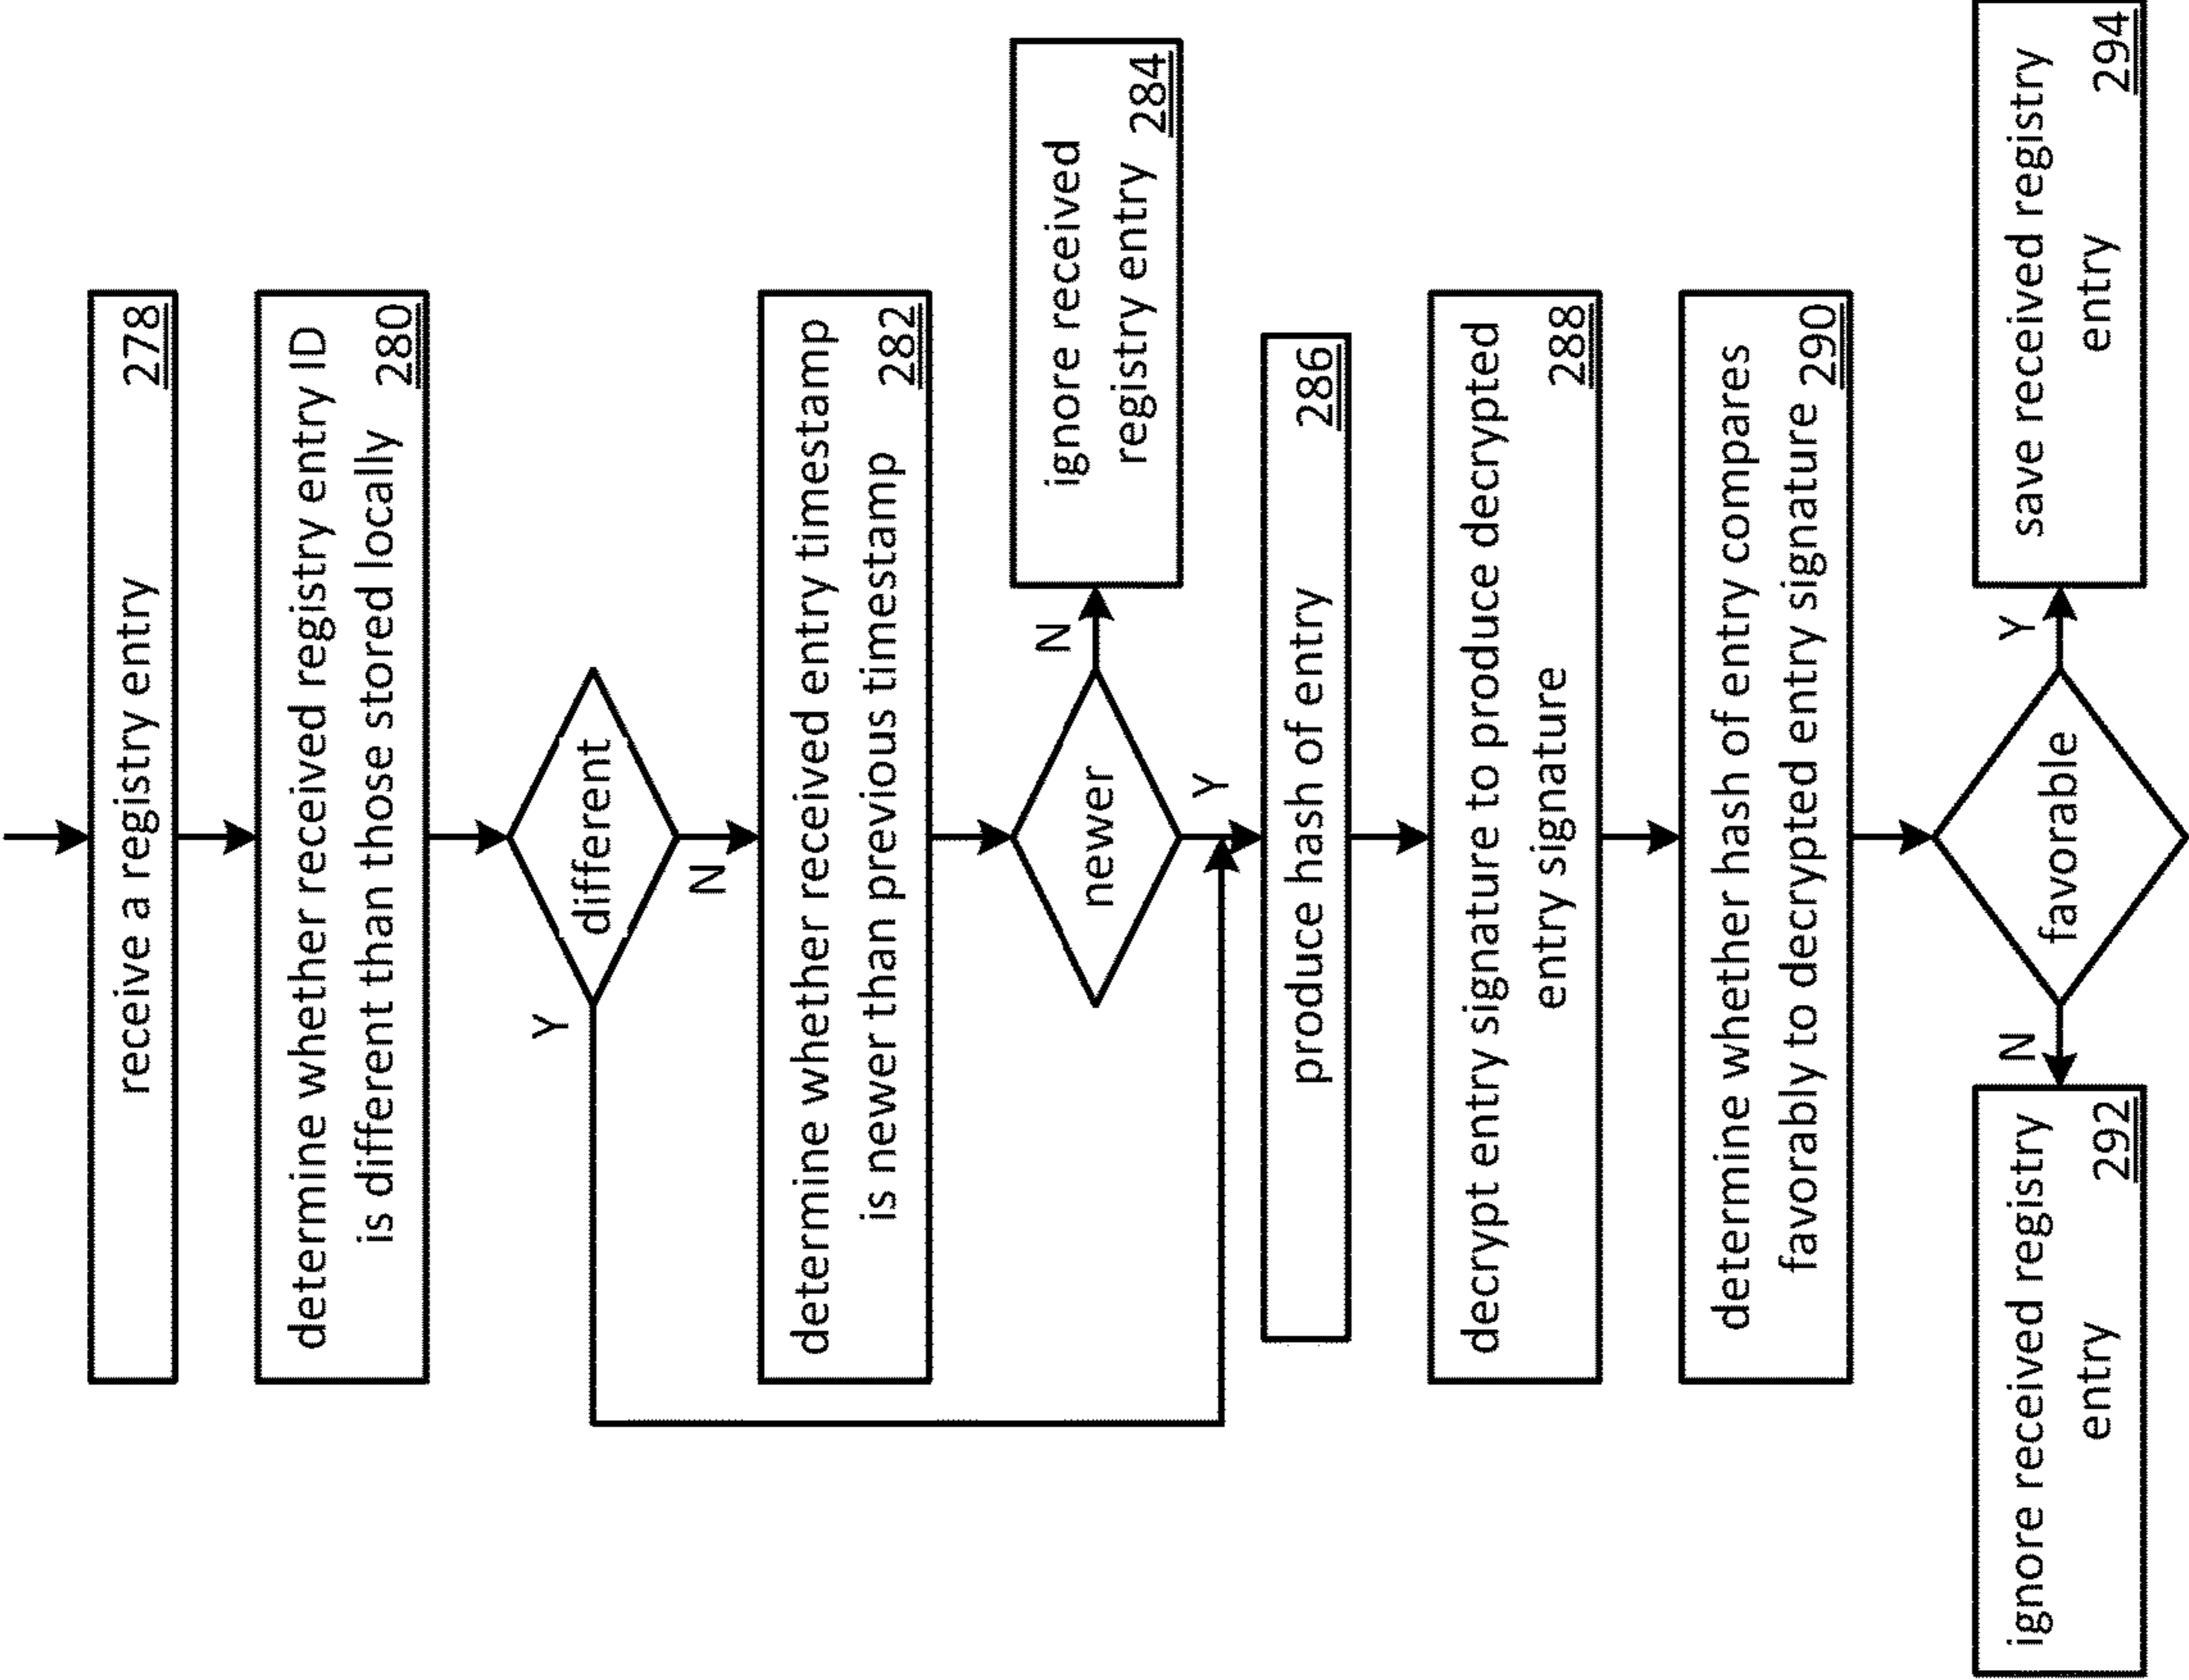 receive a registry entry 278
determine whether received registry entry ID
is different than those stored locally 280
different
Y
N
determine whether received entry timestamp
is newer than previous timestamp 282
newer
N
ignore received
registry entry 284
Y
produce hash of entry 286
decrypt entry signature to produce decrypted
entry signature 288
determine whether hash of entry compares
favorably to decrypted entry signature 290
favorable
N
Y
ignore received registry
entry 292
save received registry
entry 294